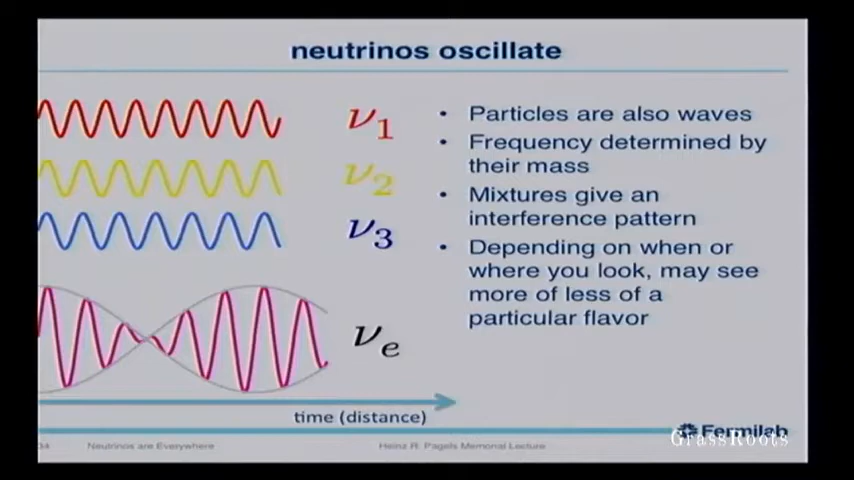 neutrinos oscillate
ν1
ν2
ν3
νe
• Particles are also waves
• Frequency determined by
their mass
• Mixtures give an
interference pattern
• Depending on when or
where you look, may see
more of less of a
particular flavor
time (distance)
34 Neutrinos are Everywhere Heinz R. Pagels Memorial Lecture
Fermilab
GrassRoots